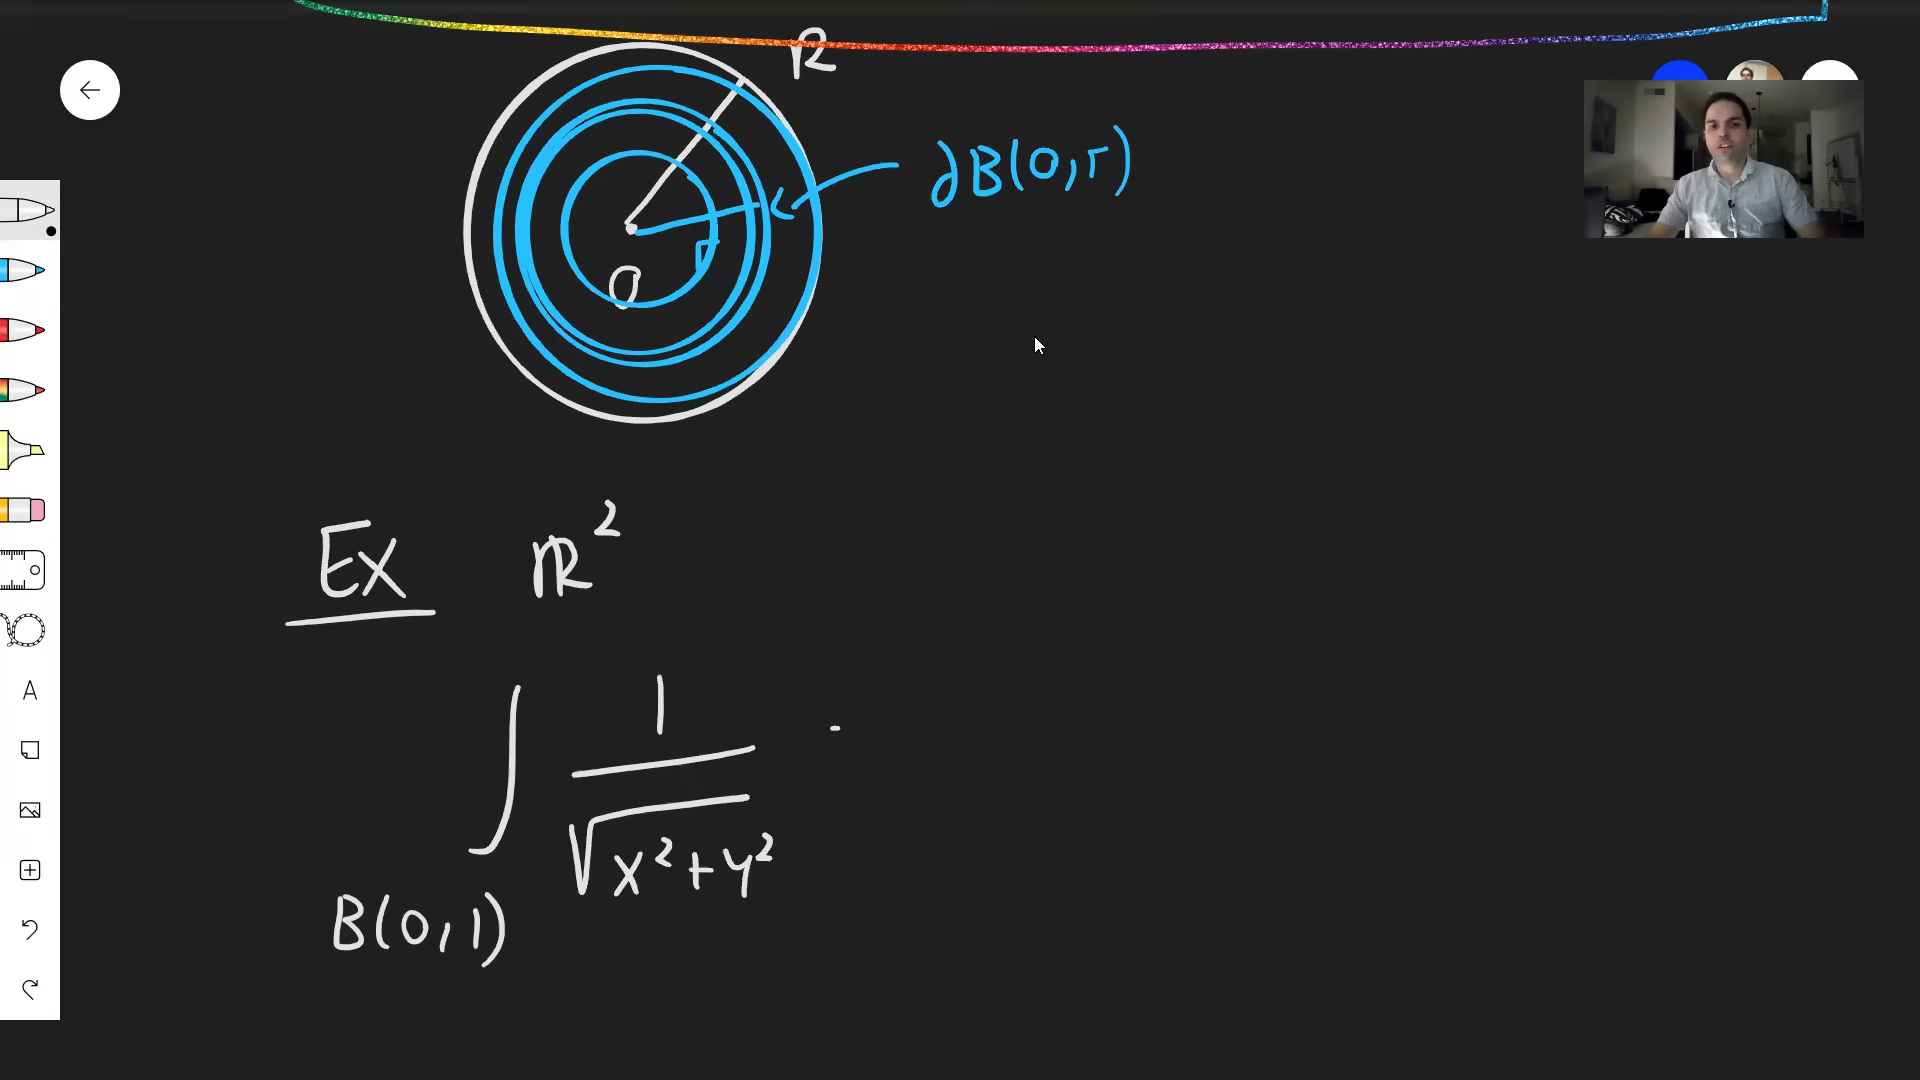 R
∂B(0,r)
0
r
Ex ℝ²
∫ 1
√x²+y²
B(0,1)
A